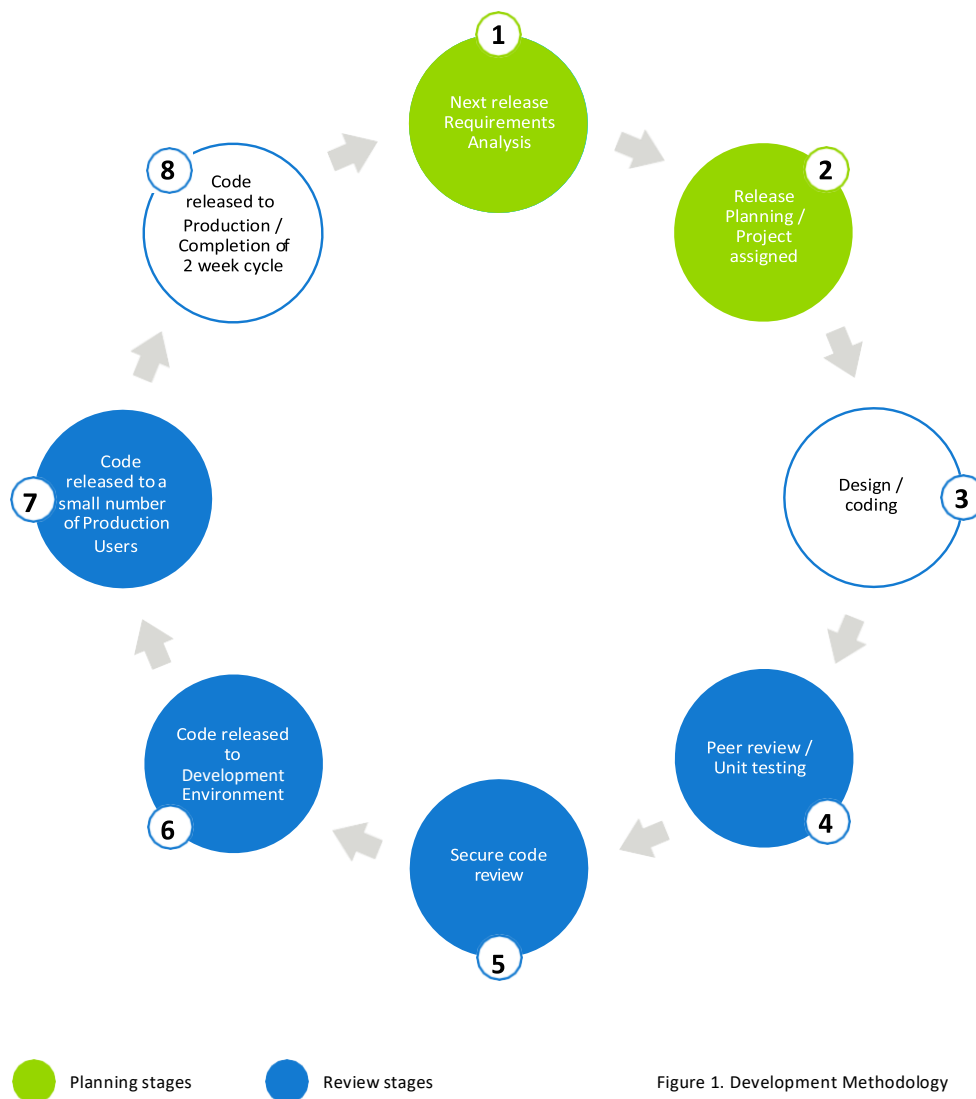 1
Next release
Requirements
Analysis
2
Release
Planning /
Project
assigned
3
Design /
coding
4
Peer review /
Unit testing
5
Secure code
review
6
Code released
to
Development
Environment
7
Code
released to a
small number
of Production
Users
8
Code
released to
Production /
Completion of
2 week cycle
Planning stages
Review stages
Figure 1. Development Methodology